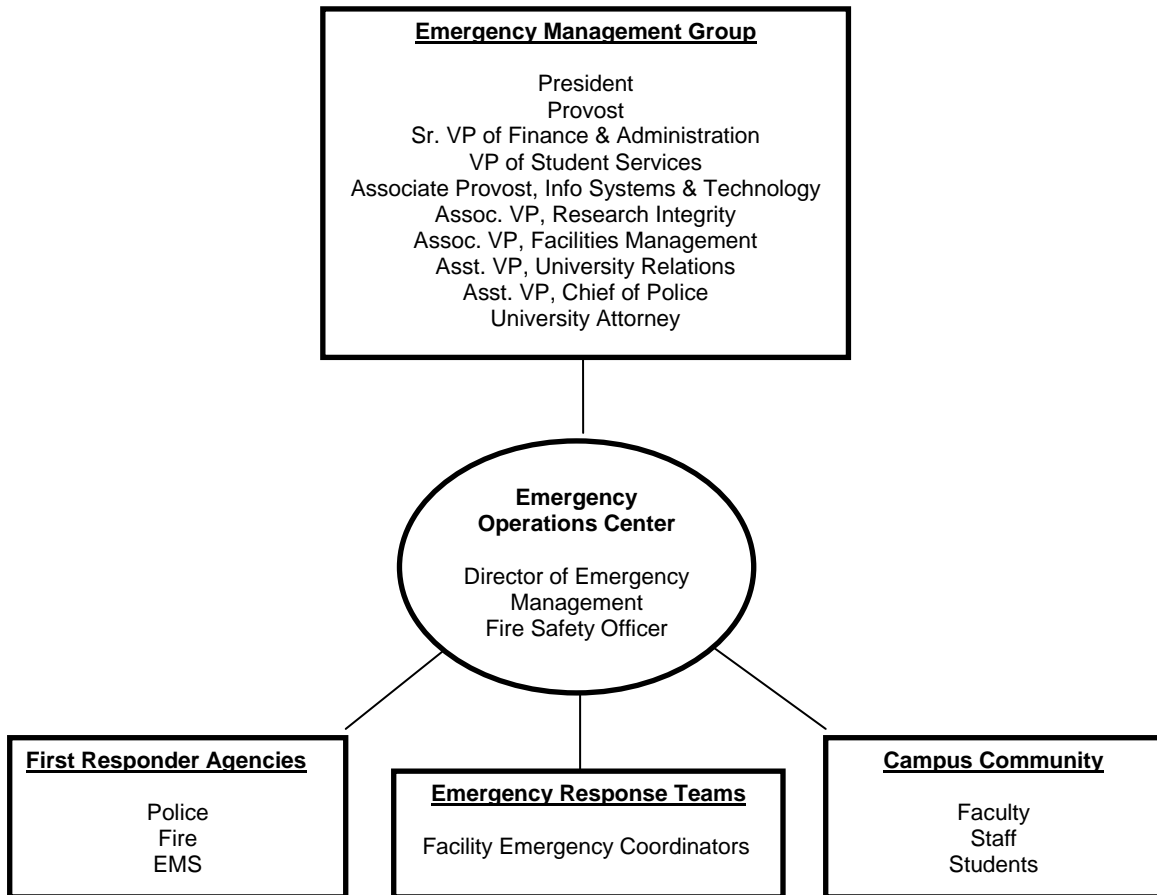 Emergency Management Group
President
Provost
Sr. VP of Finance & Administration
VP of Student Services
Associate Provost, Info Systems & Technology
Assoc. VP, Research Integrity
Assoc. VP, Facilities Management
Asst. VP, University Relations
Asst. VP, Chief of Police
University Attorney
Emergency
Operations Center
Director of Emergency
Management
Fire Safety Officer
First Responder Agencies
Police
Fire
EMS
Emergency Response Teams
Facility Emergency Coordinators
Campus Community
Faculty
Staff
Students